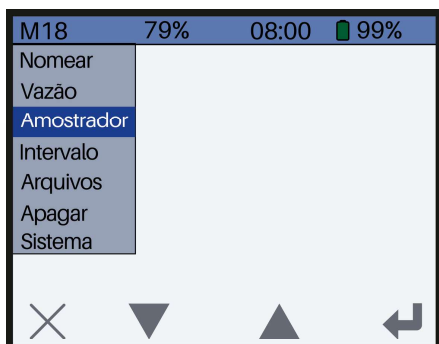 M18 79% 08:00 99%
Nomear
Vazão
Amostrador
Intervalo
Arquivos
Apagar
Sistema